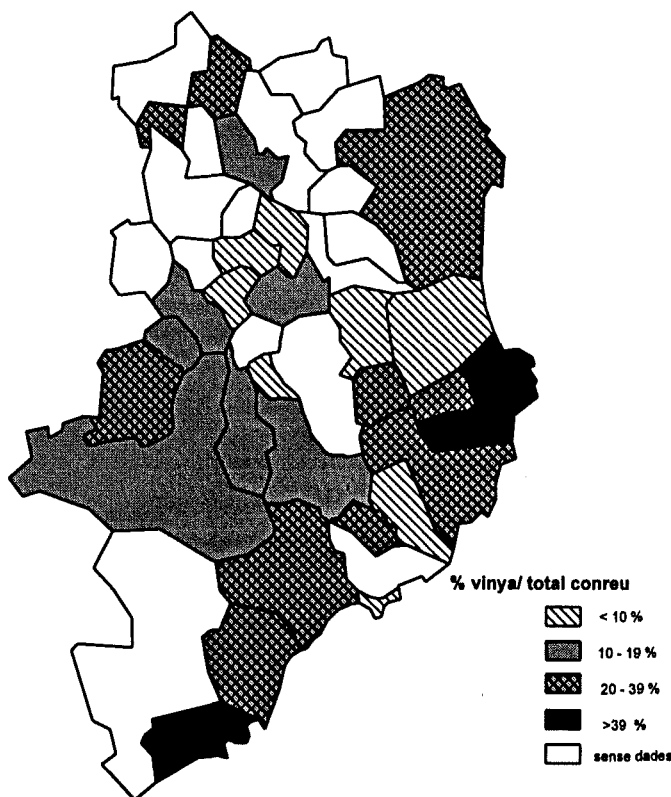 % vinya/ total conreu
< 10 %
10 - 19 %
20 - 39 %
>39 %
sense dades